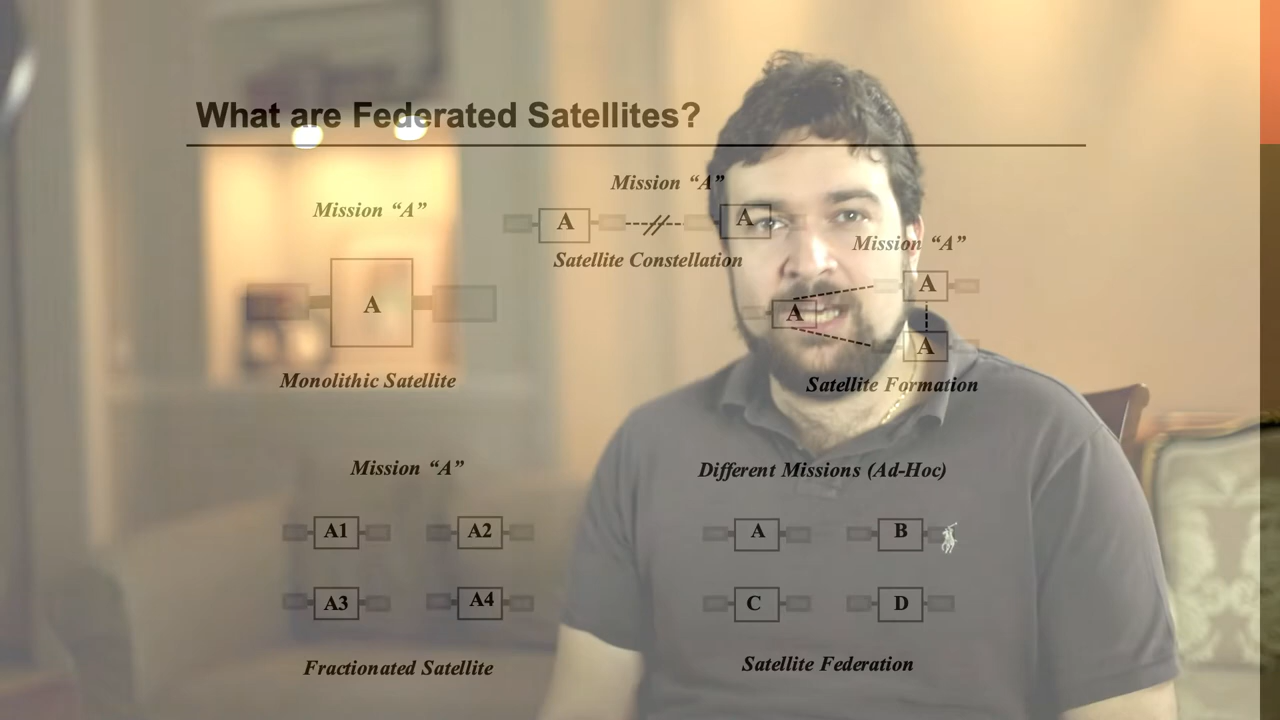 What are Federated Satellites?
Mission “A”
A
Monolithic Satellite
Mission “A”
A A
Satellite Constellation
Mission “A”
A
A
A
Satellite Formation
Mission “A”
A1 A2
A3 A4
Fractionated Satellite
Different Missions (Ad-Hoc)
A B
C D
Satellite Federation